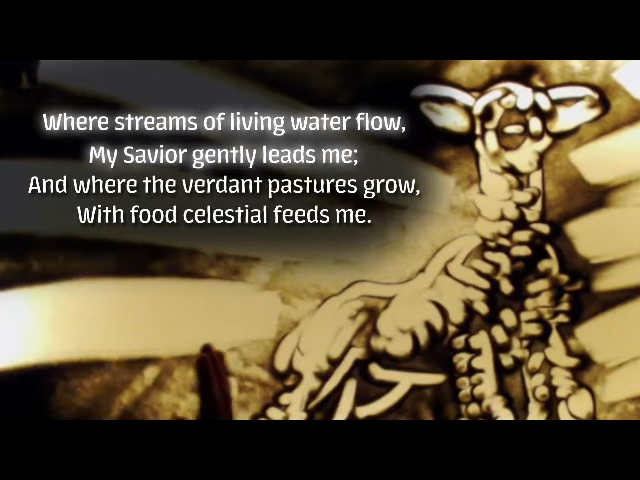 Where streams of living water flow,
My Savior gently leads me;
And where the verdant pastures grow,
With food celestial feeds me.